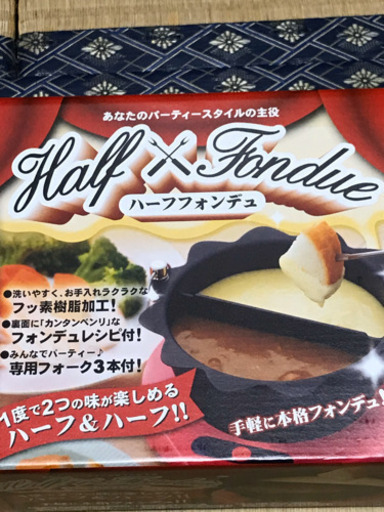 あなたのパーティースタイルの主役
Half × Fondue
ハーフフォンデュ
●洗いやすく、お手入れラクラクな
フッ素樹脂加工!
●裏面に「カンタンペンリ」な
フォンデュレシピ付!
●みんなでパーティー♪
専用フォーク3本付!
1度で2つの味が楽しめる
ハーフ&ハーフ!!
手軽に本格フォンデュ!